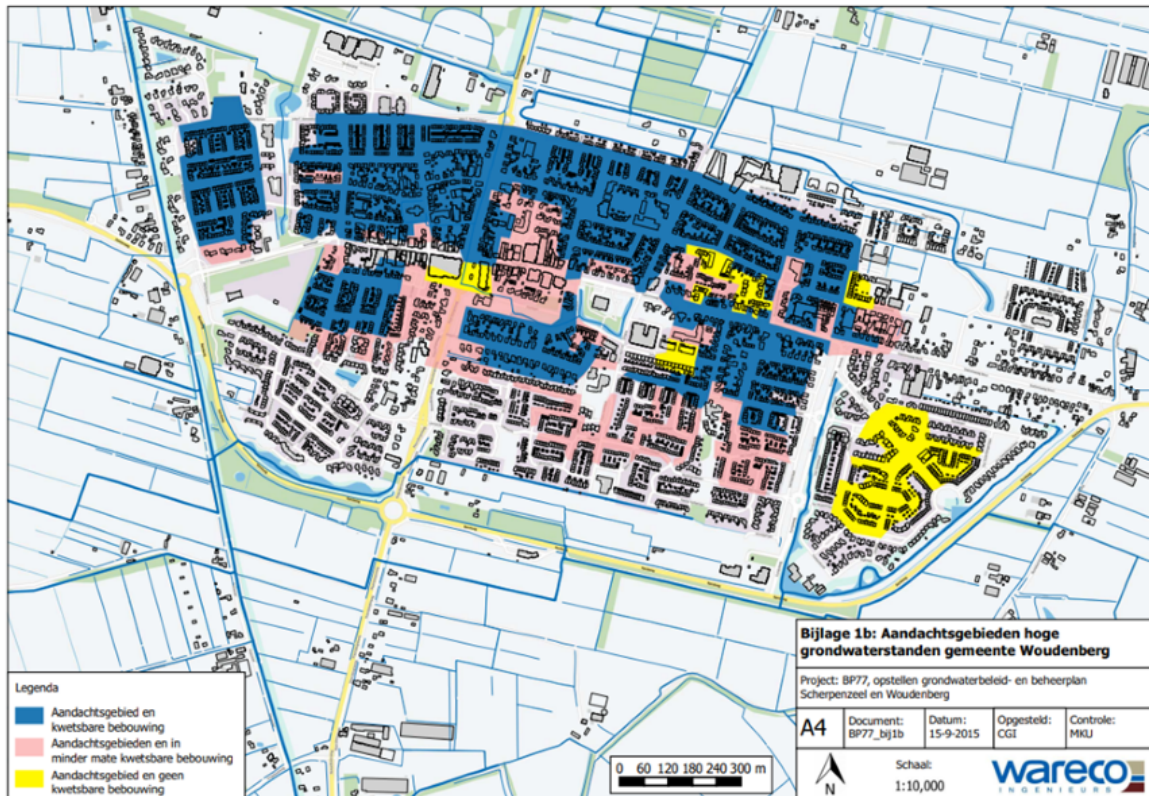 Bijlage 1b: Aandachtsgebieden hoge
grondwaterstanden gemeente Woudenberg
Project: BP77, opstellen grondwaterbeleid- en beheerplan
Scherpenzeel en Woudenberg
A4
Document:
BP77_bij1b
Datum:
15-9-2015
Opgesteld:
CGI
Controle:
MKU
N
Schaal:
1:10,000
wareco
INGENIEURS
Legenda
Aandachtsgebied en
kwetsbare bebouwing
Aandachtsgebieden en in
minder mate kwetsbare bebouwing
Aandachtsgebied en geen
kwetsbare bebouwing
0 60 120 180 240 300 m